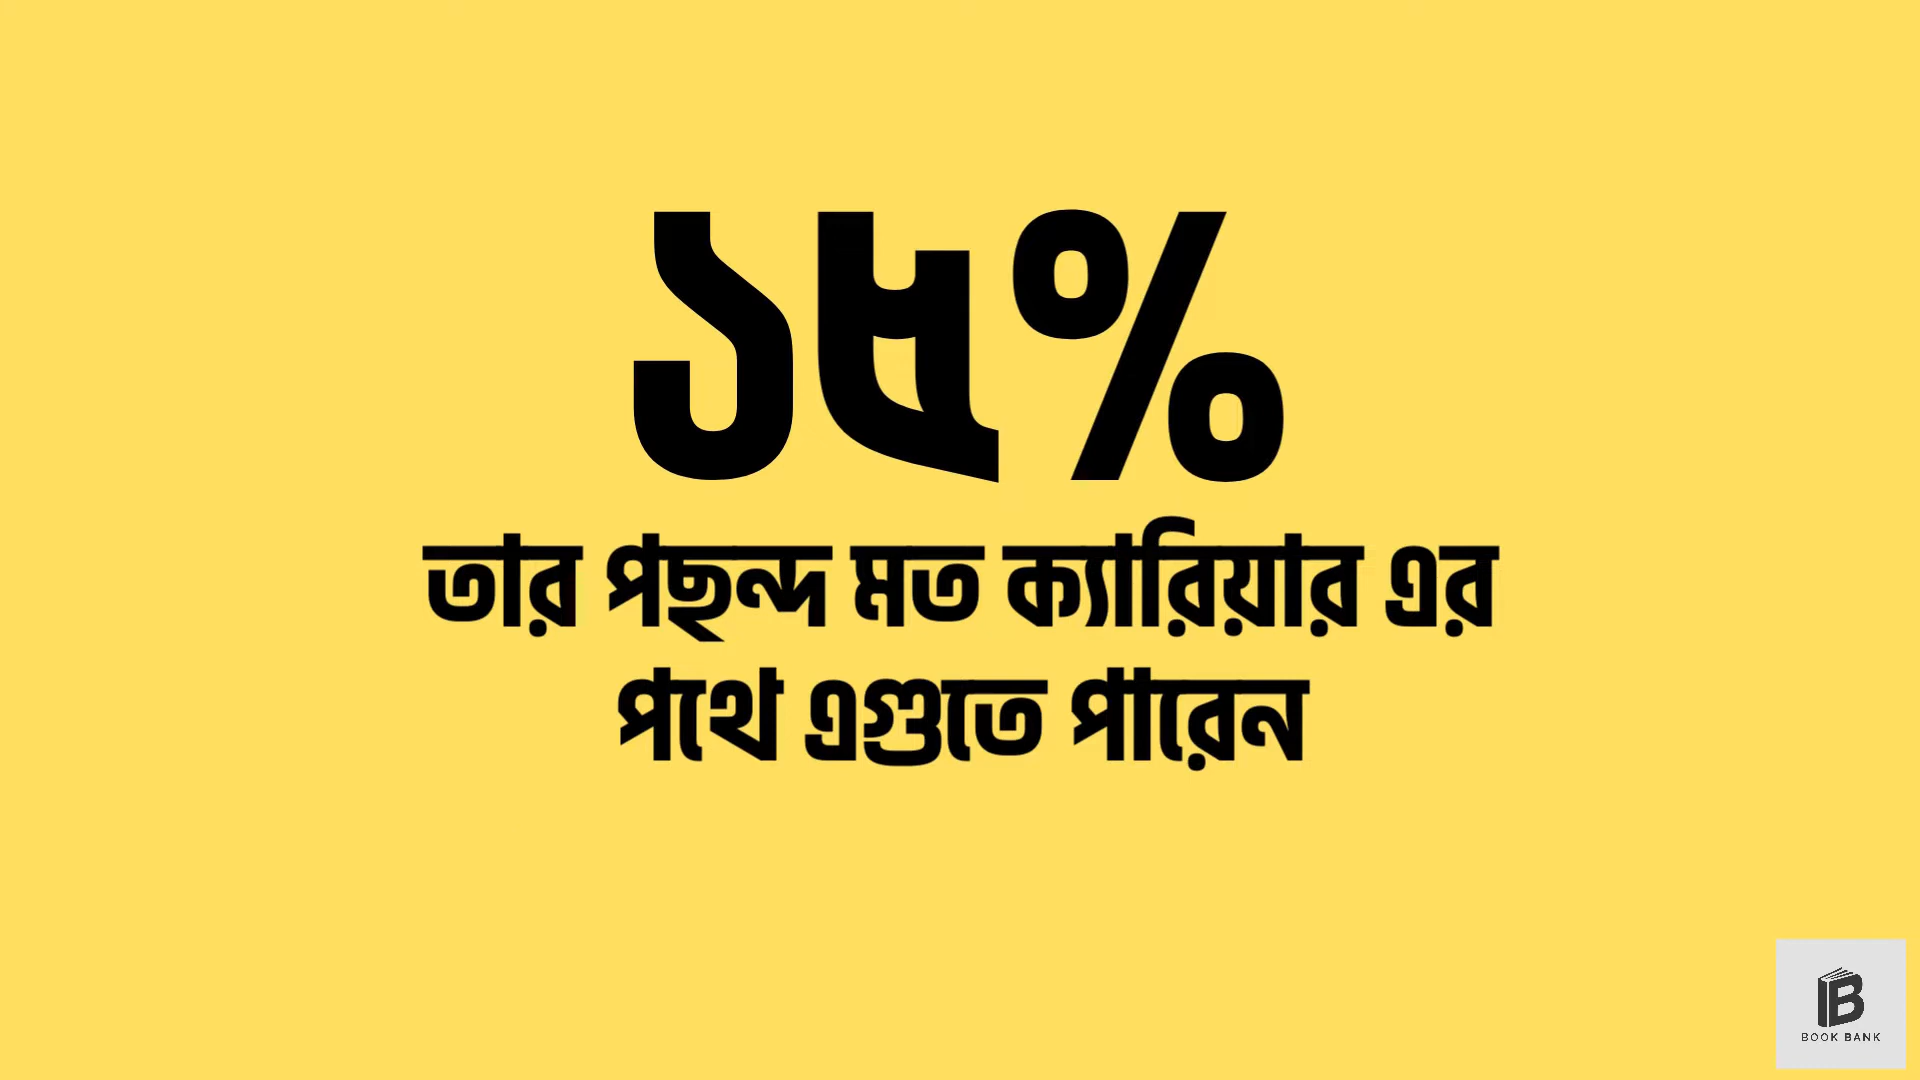 ১৫%
তার পছন্দ মত ক্যারিয়ার এর
পথে এগুতে পারেন
BOOK BANK